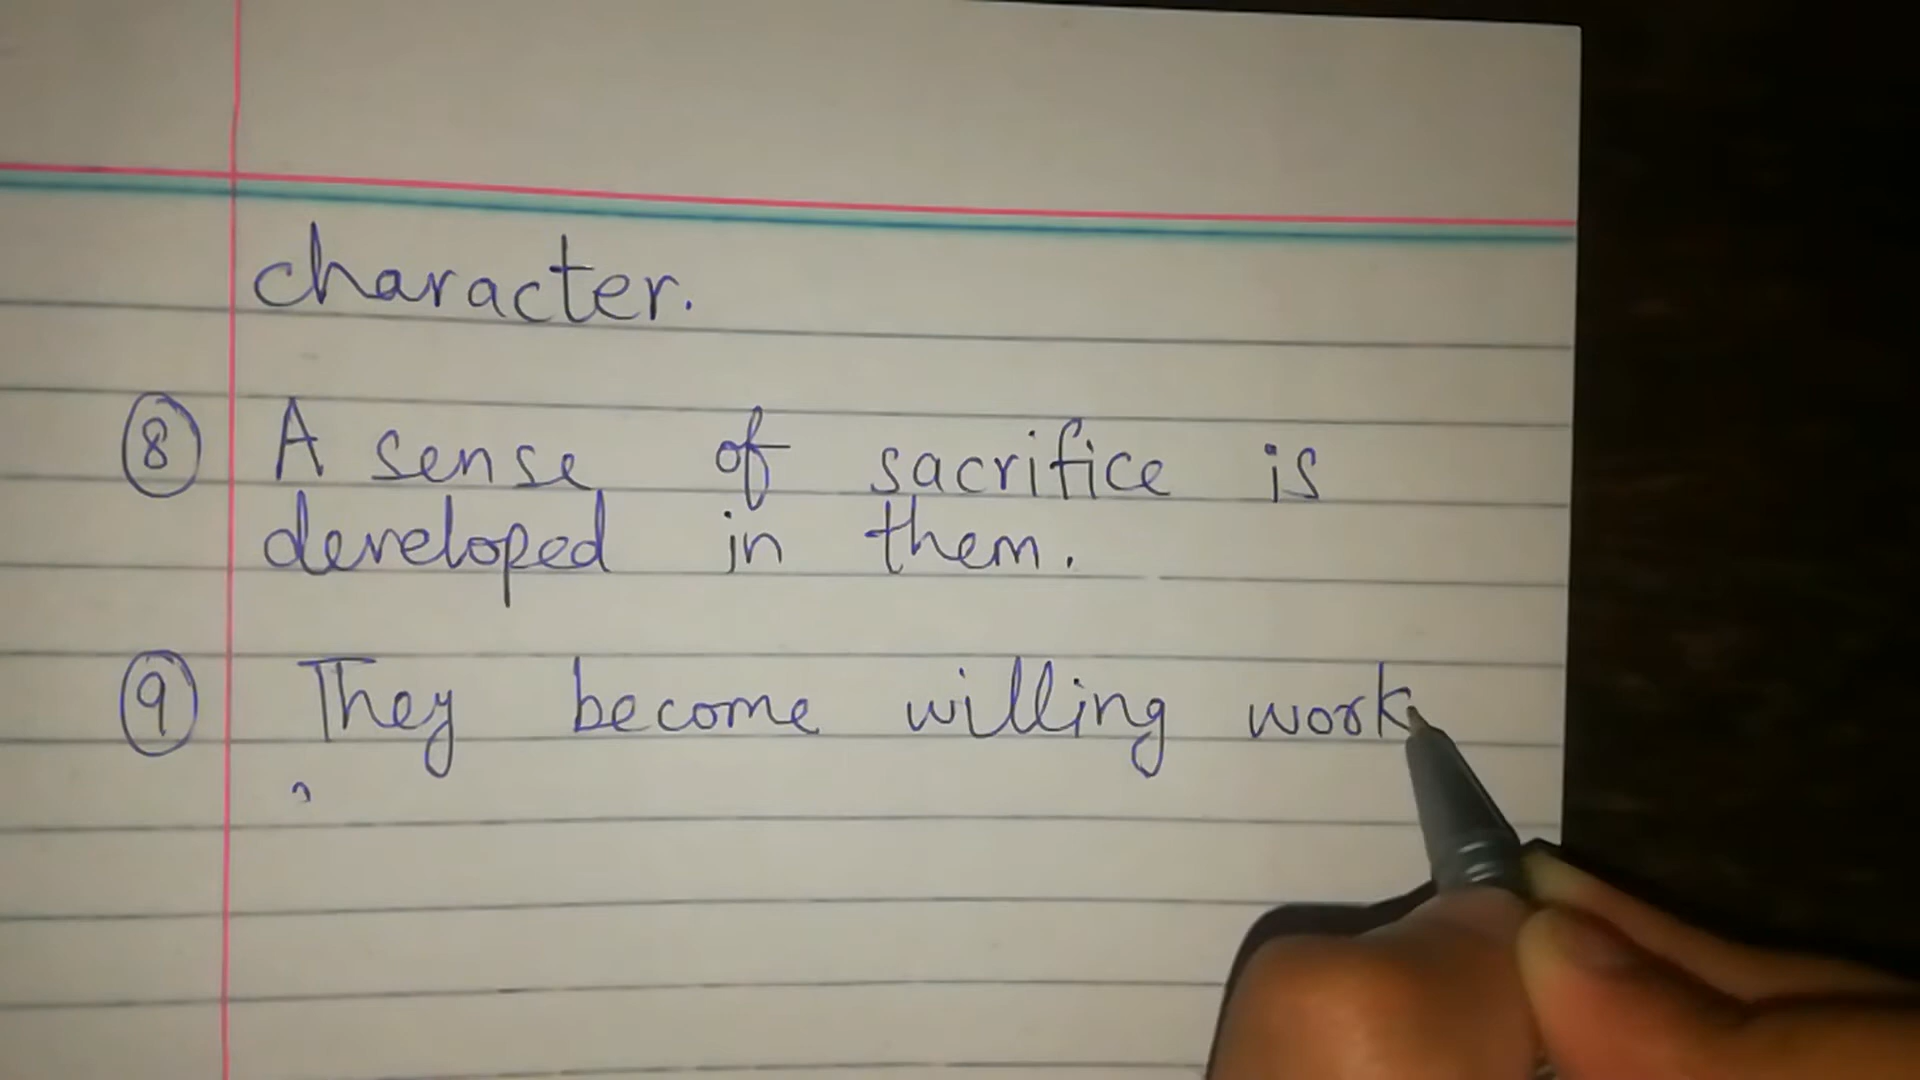 character.
⑧ A sense of sacrifice is
developed in them.
⑨ They become willing work